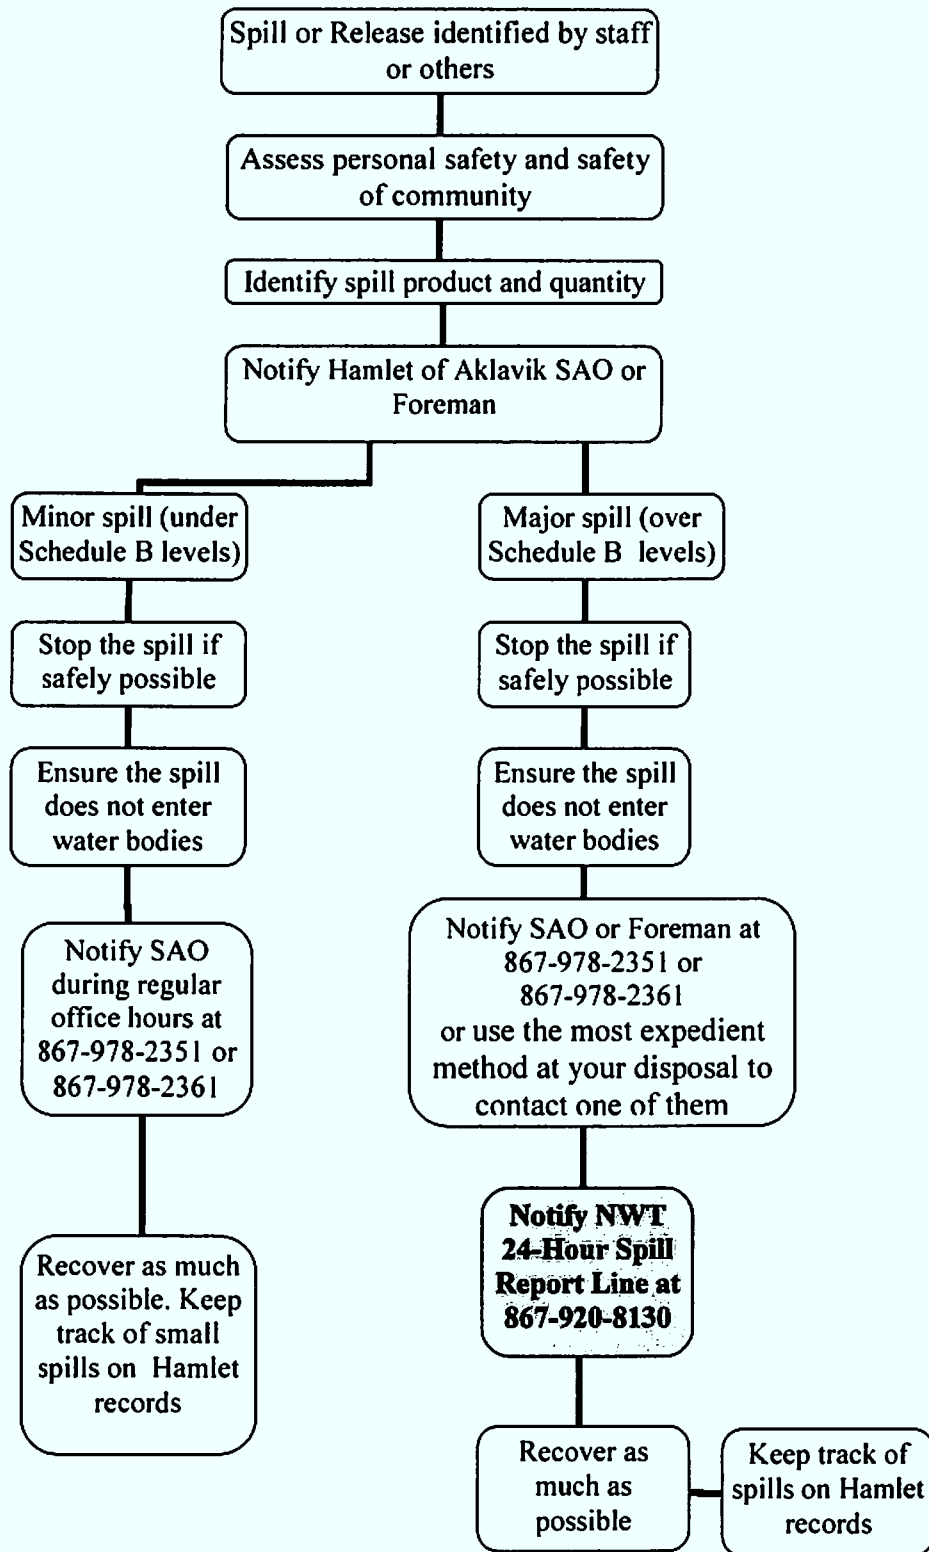 Spill or Release identified by staff
or others
Assess personal safety and safety
of community
Identify spill product and quantity
Notify Hamlet of Aklavik SAO or
Foreman
Minor spill (under
Schedule B levels)
Stop the spill if
safely possible
Ensure the spill
does not enter
water bodies
Notify SAO
during regular
office hours at
867-978-2351 or
867-978-2361
Recover as much
as possible. Keep
track of small
spills on Hamlet
records
Major spill (over
Schedule B levels)
Stop the spill if
safely possible
Ensure the spill
does not enter
water bodies
Notify SAO or Foreman at
867-978-2351 or
867-978-2361
or use the most expedient
method at your disposal to
contact one of them
Notify NWT
24-Hour Spill
Report Line at
867-920-8130
Recover as
much as
possible
Keep track of
spills on Hamlet
records